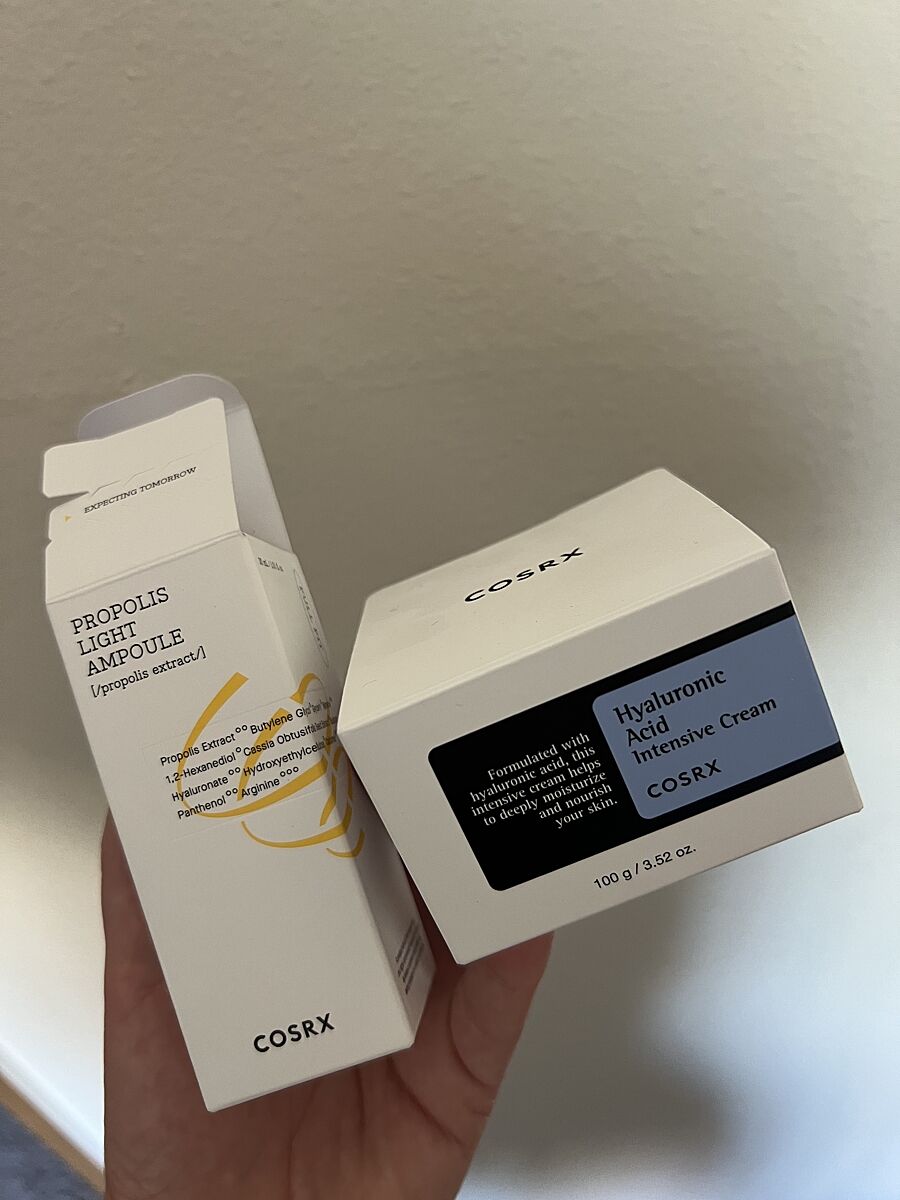 EXPECTING TOMORROW
PROPOLIS
LIGHT
AMPOULE
[/propolis extract/]
Propolis Extract°° Butylene
1,2-Hexanediol° Cassia
Hyaluronate°° Hydroxyethylcellulose
Panthenol°° Arginine°°°
COSRX
FULL
COSRX
Formulated with
hyaluronic acid, this
intensive cream helps
to deeply moisturize
and nourish
your skin.
Hyaluronic
Acid
Intensive Cream
COSRX
100 g / 3.52 oz.